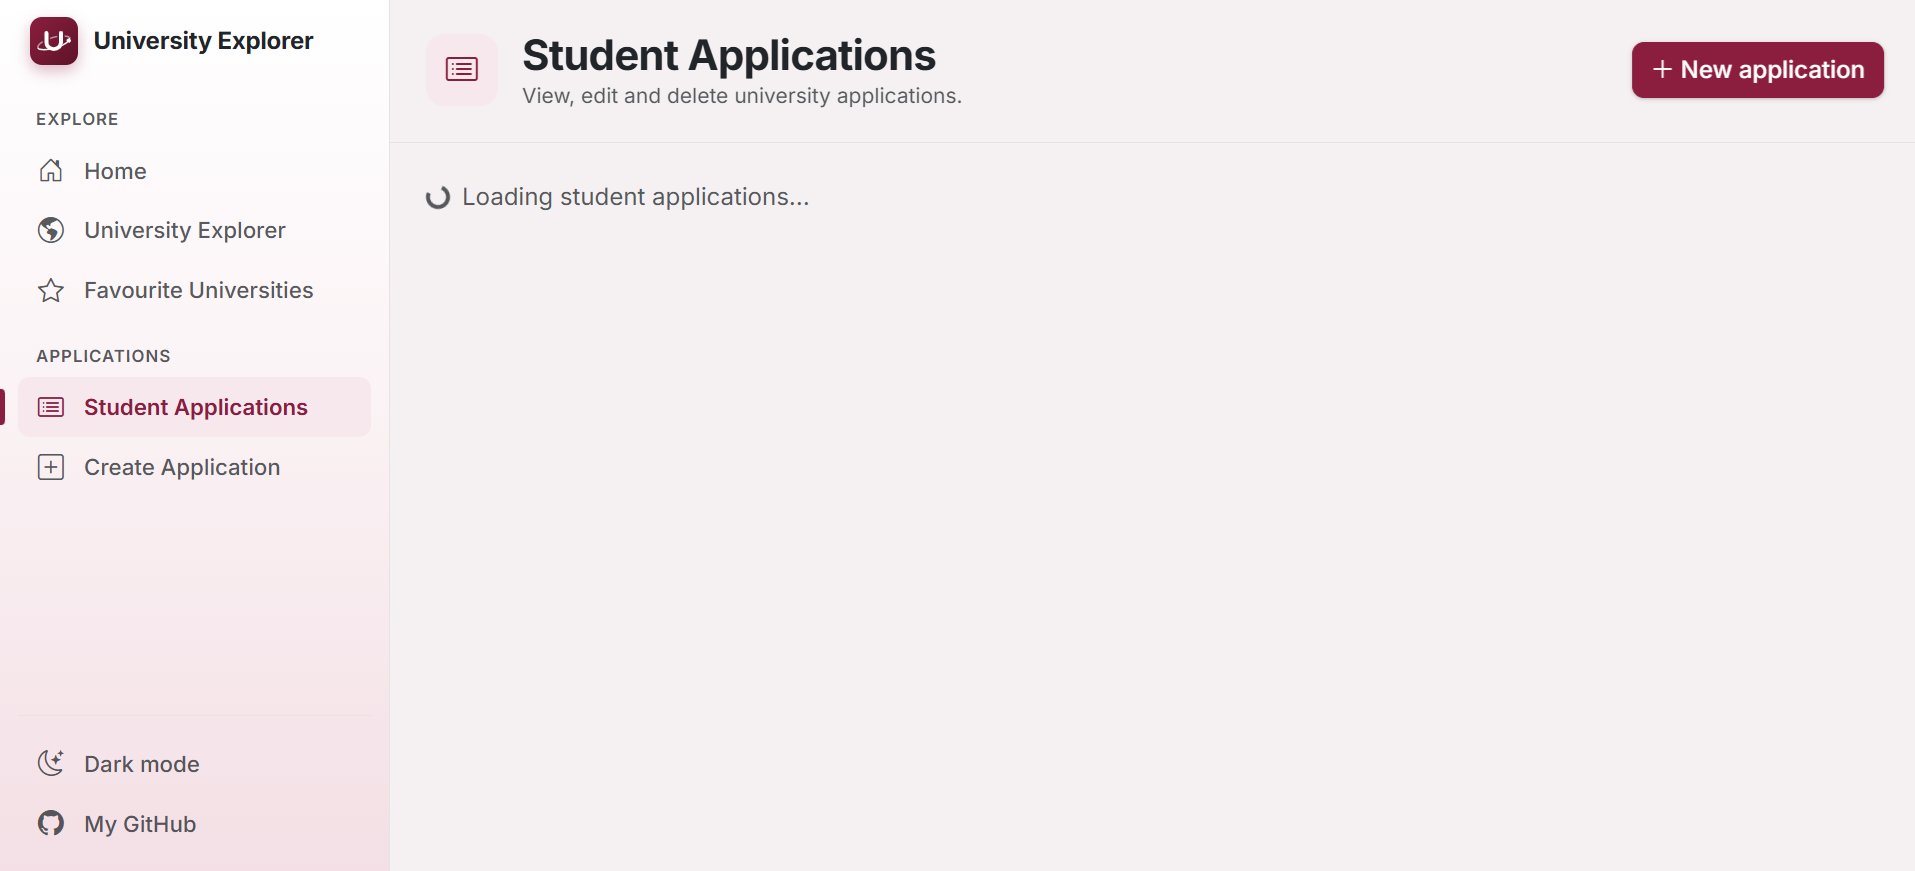 University Explorer
EXPLORE
Home
University Explorer
Favourite Universities
APPLICATIONS
Student Applications
Create Application
Dark mode
My GitHub
Student Applications
View, edit and delete university applications.
+ New application
Loading student applications...